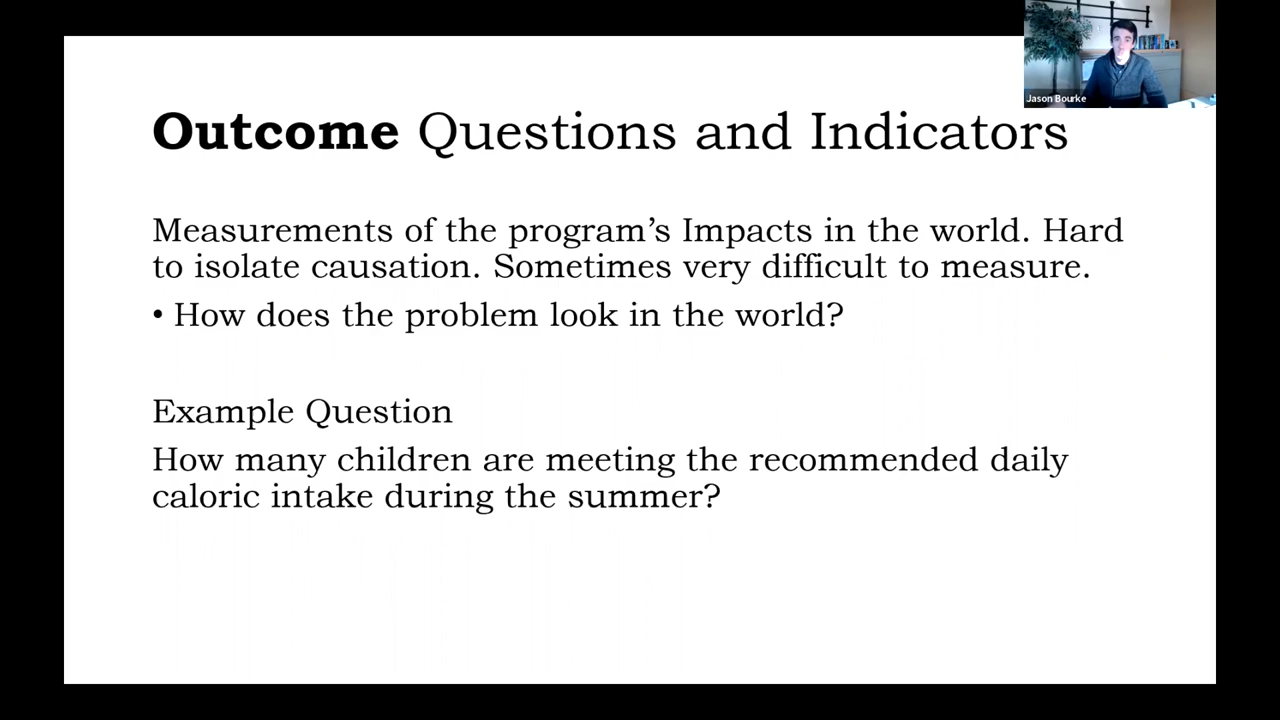 Jason Bourke
Outcome Questions and Indicators
Measurements of the program’s Impacts in the world. Hard
to isolate causation. Sometimes very difficult to measure.
• How does the problem look in the world?
Example Question
How many children are meeting the recommended daily
caloric intake during the summer?